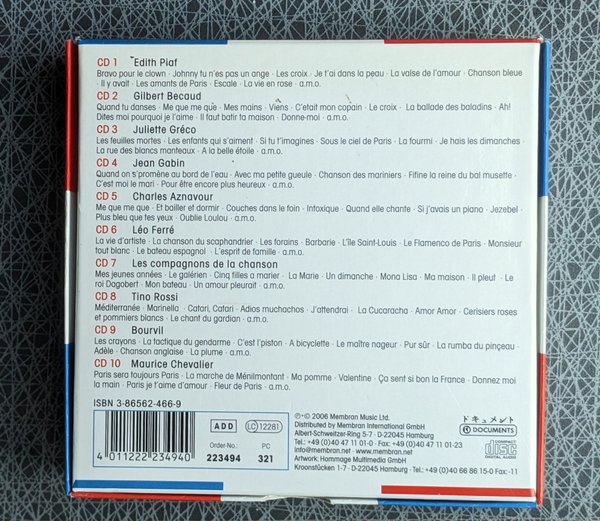 CD 1 Edith Piaf
Bravo pour le clown · Johnny tu n'es pas un ange · Les croix · Je t'ai dans la peau · La valse de l'amour · Chanson bleue
· Il y avait · Les amants de Paris · Escale · La vie en rose · a.m.o.
CD 2 Gilbert Becaud
Quand tu danses · Me que me que · Mes mains · Viens · C'etait mon copain · Le croix · La ballade des baladins · Ah!
Dites moi pourquoi je t'aime · Il faut batir ta maison · Donne-moi · a.m.o.
CD 3 Juliette Gréco
Les feuilles mortes · Les enfants qui s'aiment · Si tu t'imagines · Sous le ciel de Paris · La fourmi · Je hais les dimanches ·
La rue des blancs manteaux · A la belle étoile · a.m.o.
CD 4 Jean Gabin
Quand on s'promène au bord de l'eau · Avec ma petite gueule · Chanson des mariniers · Fifine la reine du bal musette ·
C'est moi le mari · Pour être encore plus heureux · a.m.o.
CD 5 Charles Aznavour
Me que me que · Et bailler et dormir · Couches dans le foin · Intoxique · Quand elle chante · Si j'avais un piano · Jezebel ·
Plus bleu que tes yeux · Oublie Loulou · a.m.o.
CD 6 Léo Ferré
La vie d'artiste · La chanson du scaphandrier · Les forains · Barbarie · L'île Saint-Louis · Le Flamenco de Paris · Monsieur
tout blanc · Le bateau espagnol · L'esprit de famille · a.m.o.
CD 7 Les compagnons de la chanson
Mes jeunes années · Le galérien · Cinq filles a marier · La Marie · Un dimanche · Mona Lisa · Ma maison · Il pleut · Le
roi Dagobert · Mon bateau · Un amour pleurait · a.m.o.
CD 8 Tino Rossi
Méditerranée · Marinella · Catari, Catari · Adios muchachos · J'attendrai · La Cucaracha · Amor Amor · Cerisiers roses
et pommiers blancs · Le chant du gardian · a.m.o.
CD 9 Bourvil
Les crayons · La tactique du gendarme · C'est l'piston · A bicyclette · Le maître nageur · Pur sûr · La rumba du pinçeau ·
Adèle · Chanson anglaise · La plume · a.m.o.
CD 10 Maurice Chevalier
Paris sera toujours Paris · La marche de Ménilmontant · Ma pomme · Valentine · Ça sent si bon la France · Donnez moi
la main · Paris je t'aime d'amour · Fleur de Paris · a.m.o.
ISBN 3-86562-466-9
4 011222 234940
ADD LC 12281
Order-No.: PC
223494 321
℗+© 2006 Membran Music Ltd.
Distributed by Membran International GmbH
Albert-Schweitzer-Ring 5-7 · D-22045 Hamburg
Tel.: +49 (0)40 47 11 01-0 · Fax: +49 (0)40 47 11 01-23
info@membran.net · www.membran.net
Artwork: Hommage Multimedia GmbH
Kroonstücken 1-7 · D-22045 Hamburg · Tel.: +49 (0)40 66 86 15-0 Fax:-11
ドキュメント
DOCUMENTS
COMPACT
disc
DIGITAL AUDIO